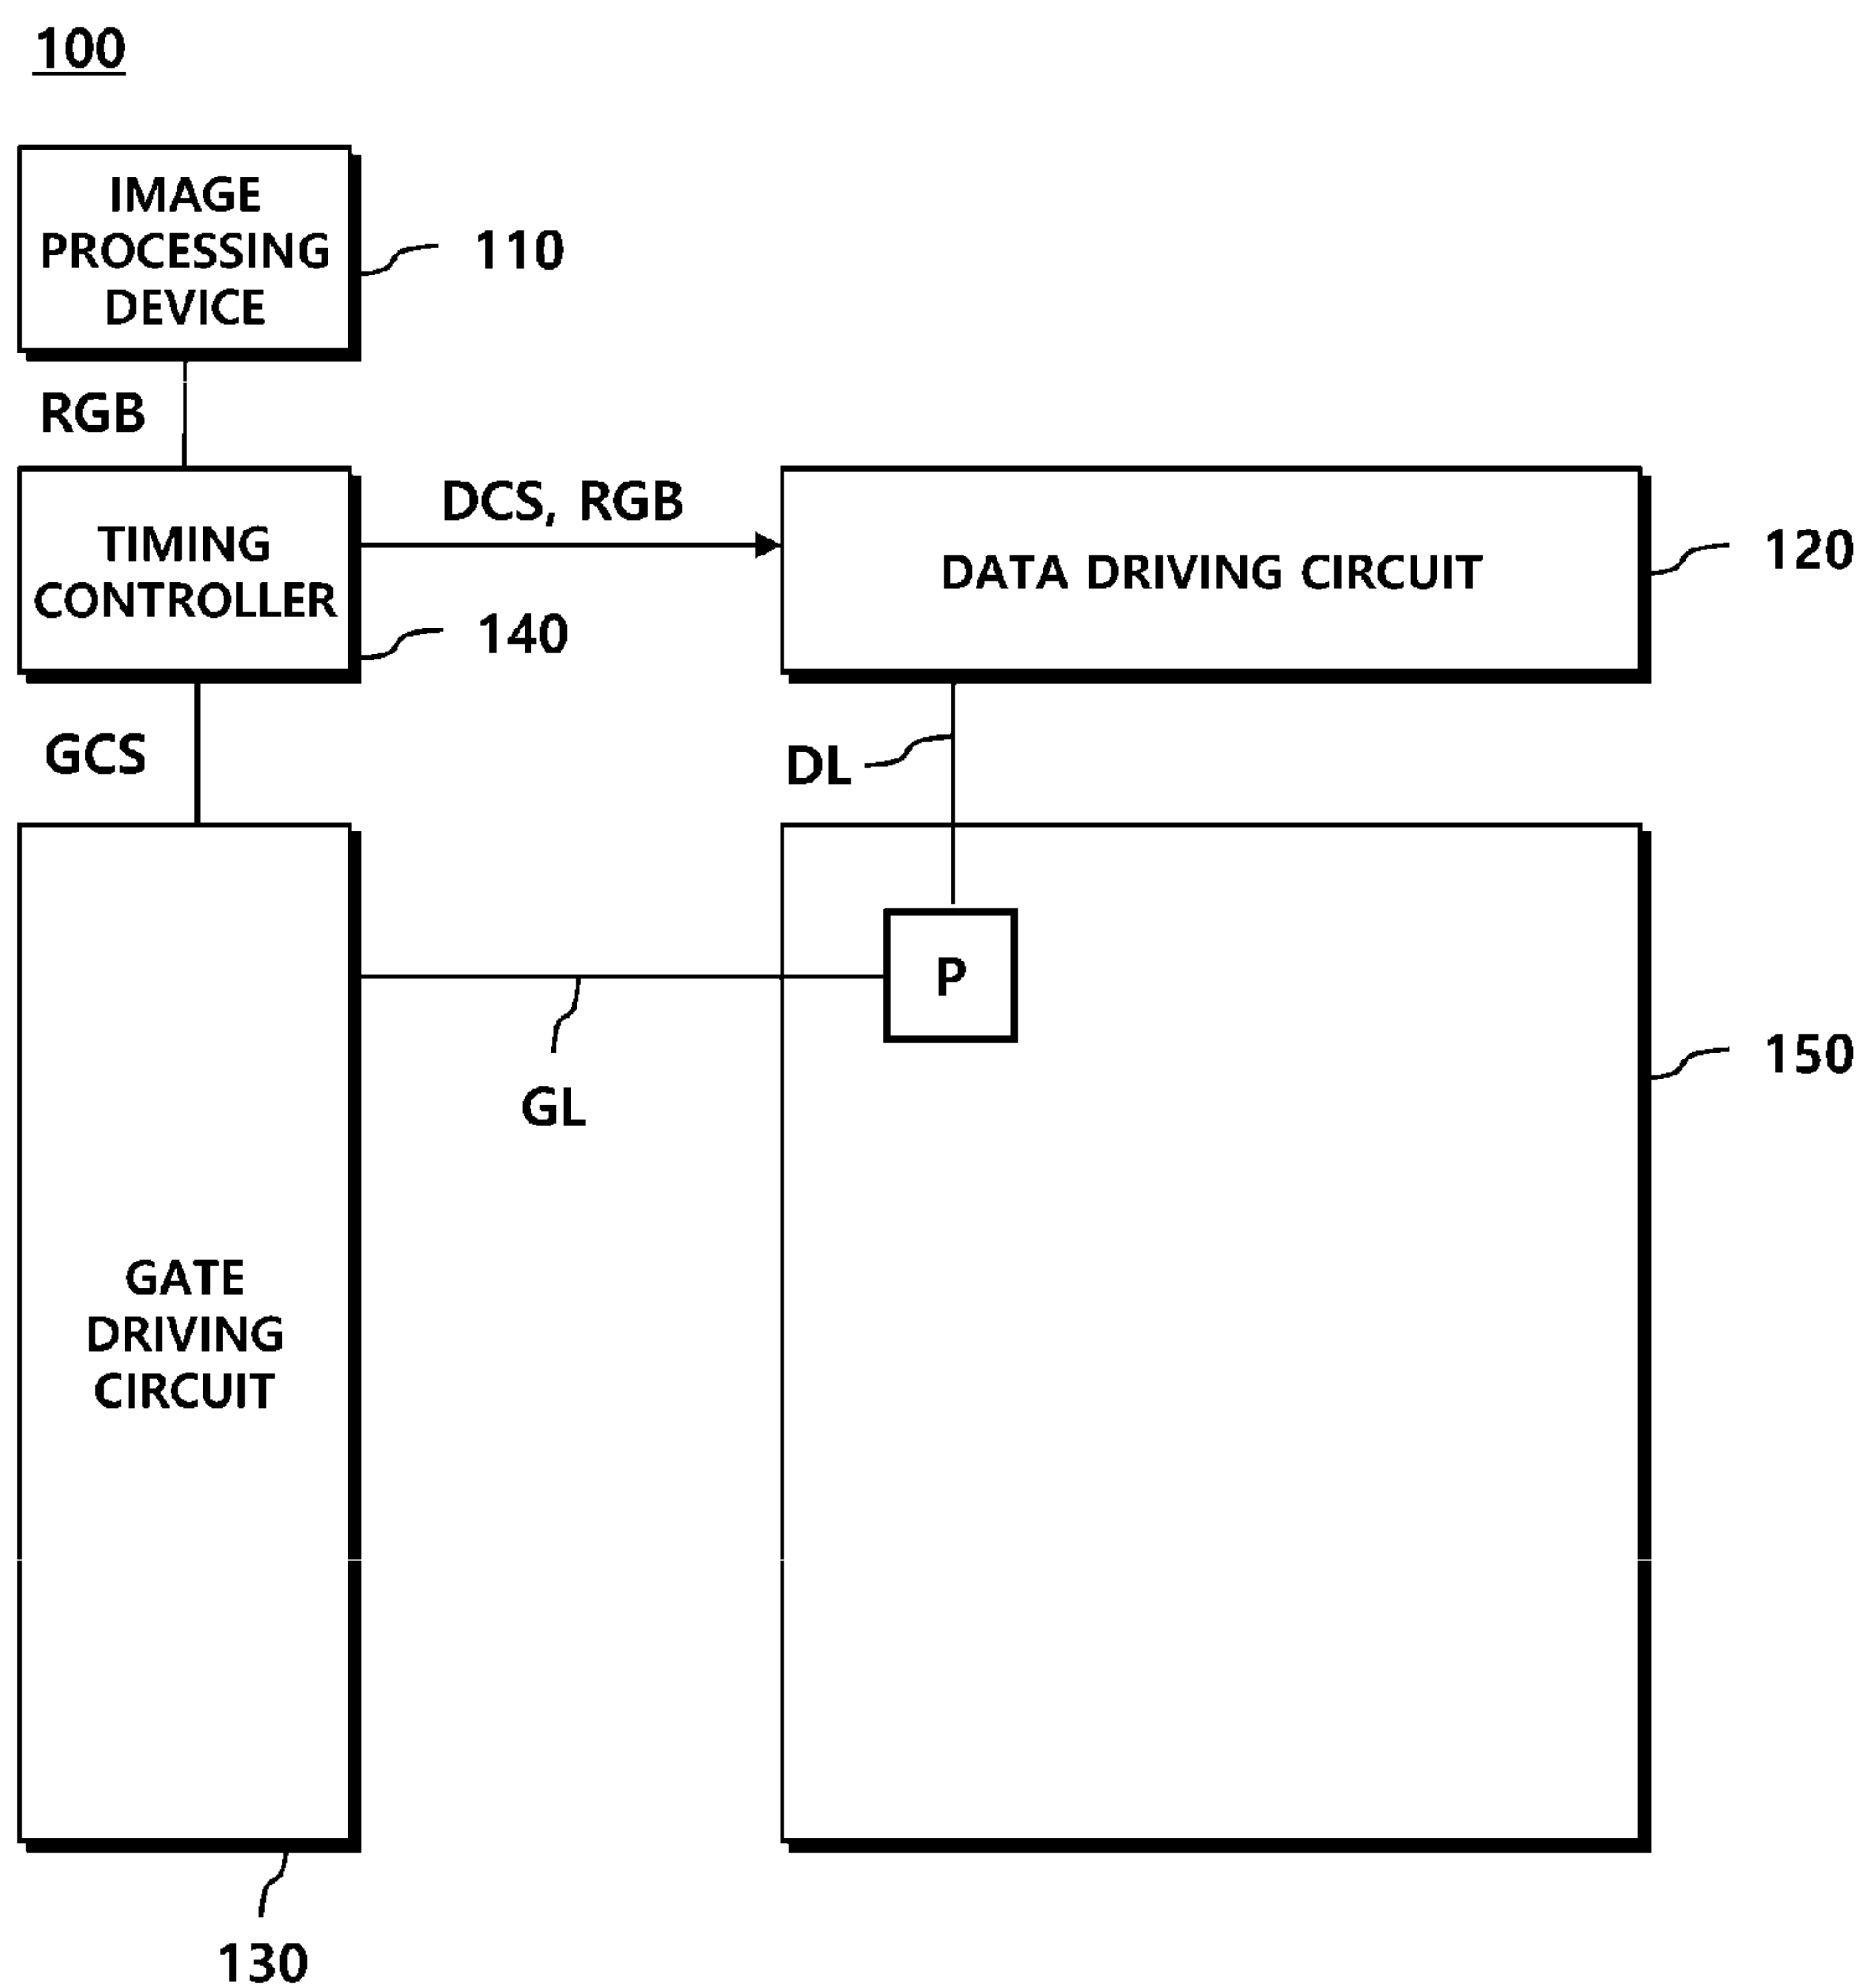 100
IMAGE
PROCESSING
DEVICE
110
RGB
TIMING
CONTROLLER
140
DCS, RGB
DATA DRIVING CIRCUIT
120
GCS
DL
P
GL
150
GATE
DRIVING
CIRCUIT
130